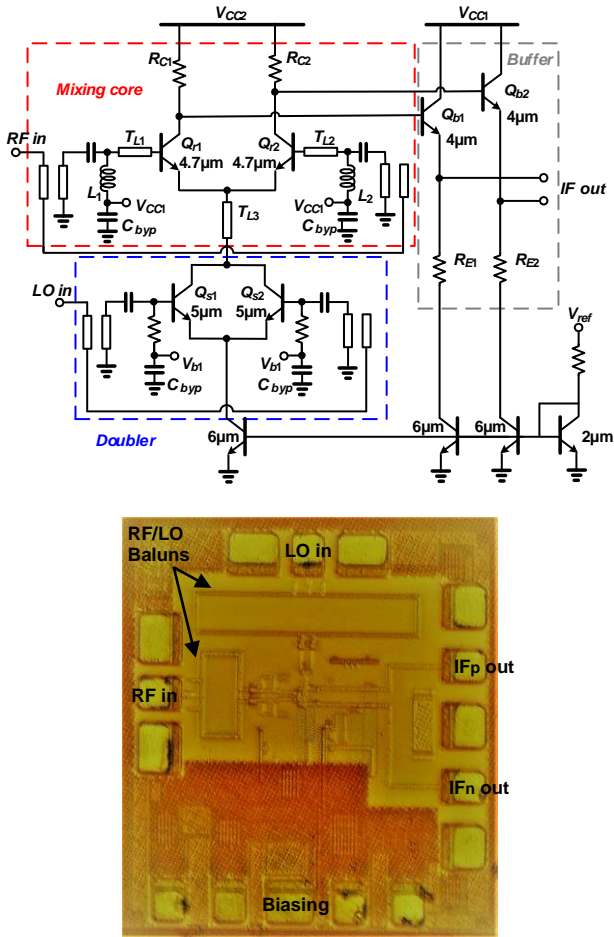 VCC2
VCC1
RC1
RC2
Buffer
Mixing core
Qb1
Qb2
4µm
4µm
RF in
TL1
Qr1
Qr2
TL2
4.7µm
4.7µm
L1
L2
VCC1
VCC1
Cbyp
Cbyp
TL3
IF out
RE1
RE2
LO in
Qs1
Qs2
5µm
5µm
Vb1
Vb1
Cbyp
Cbyp
Vref
Doubler
6µm
6µm
6µm
2µm
RF/LO
Baluns
LO in
IFp out
RF in
IFn out
Biasing